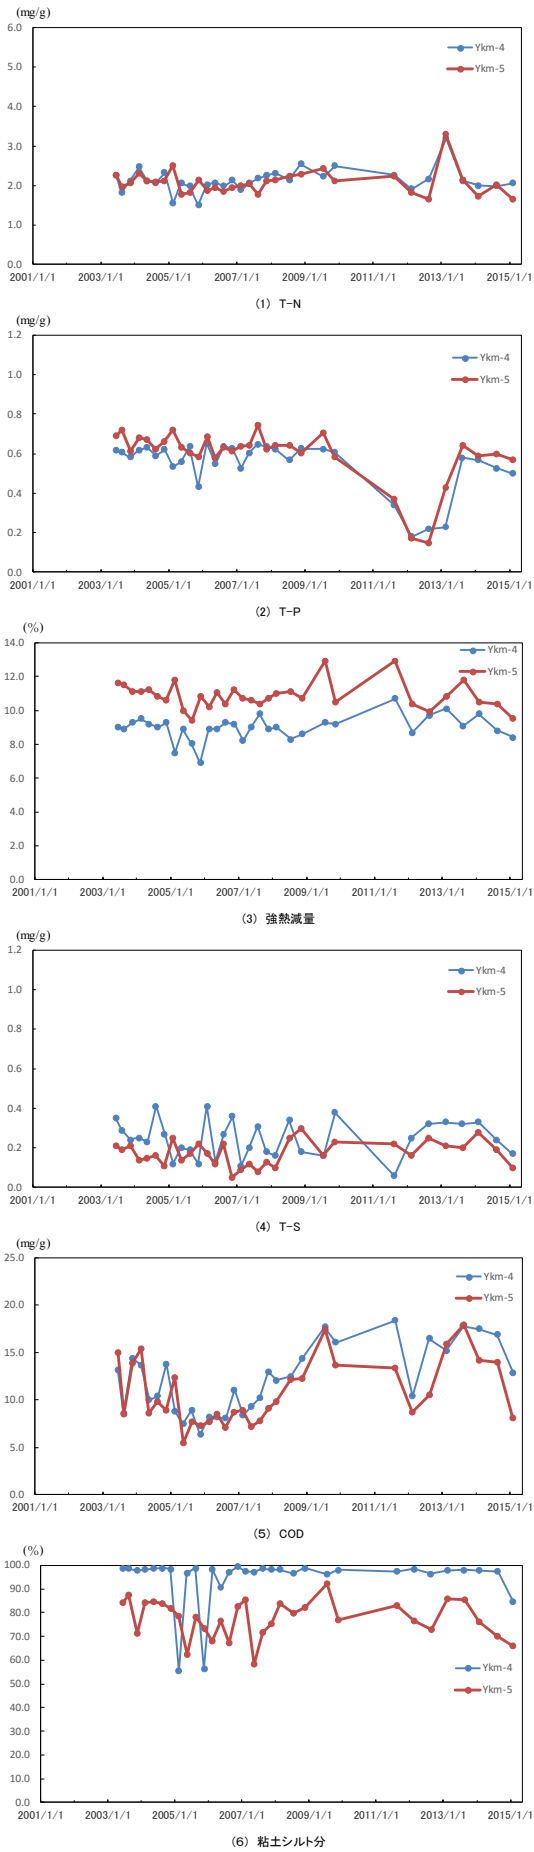 (mg/g)
6.0
5.0
4.0
3.0
2.0
1.0
0.0
Ykm-4
Ykm-5
2001/1/1 2003/1/1 2005/1/1 2007/1/1 2009/1/1 2011/1/1 2013/1/1 2015/1/1
(1) T-N
(mg/g)
1.2
1.0
0.8
0.6
0.4
0.2
0.0
Ykm-4
Ykm-5
2001/1/1 2003/1/1 2005/1/1 2007/1/1 2009/1/1 2011/1/1 2013/1/1 2015/1/1
(2) T-P
(%)
14.0
12.0
10.0
8.0
6.0
4.0
2.0
0.0
Ykm-4
Ykm-5
2001/1/1 2003/1/1 2005/1/1 2007/1/1 2009/1/1 2011/1/1 2013/1/1 2015/1/1
(3) 強熱減量
(mg/g)
1.2
1.0
0.8
0.6
0.4
0.2
0.0
Ykm-4
Ykm-5
2001/1/1 2003/1/1 2005/1/1 2007/1/1 2009/1/1 2011/1/1 2013/1/1 2015/1/1
(4) T-S
(mg/g)
25.0
20.0
15.0
10.0
5.0
0.0
Ykm-4
Ykm-5
2001/1/1 2003/1/1 2005/1/1 2007/1/1 2009/1/1 2011/1/1 2013/1/1 2015/1/1
(5) COD
(%)
100.0
90.0
80.0
70.0
60.0
50.0
40.0
30.0
20.0
10.0
0.0
Ykm-4
Ykm-5
2001/1/1 2003/1/1 2005/1/1 2007/1/1 2009/1/1 2011/1/1 2013/1/1 2015/1/1
(6) 粘土シルト分